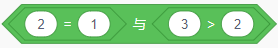 2 = 1 与 3 > 2